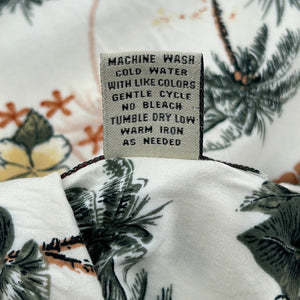 MACHINE WASH
COLD WATER
WITH LIKE COLORS
GENTLE CYCLE
NO BLEACH
TUMBLE DRY LOW
WARM IRON
AS NEEDED